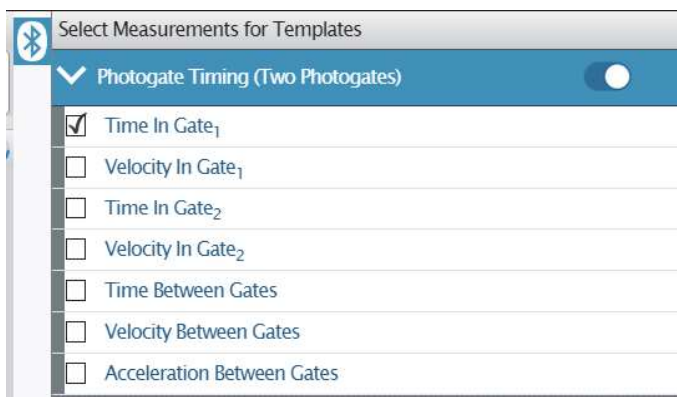 Select Measurements for Templates
Photogate Timing (Two Photogates)
Time In Gate₁
Velocity In Gate₁
Time In Gate₂
Velocity In Gate₂
Time Between Gates
Velocity Between Gates
Acceleration Between Gates